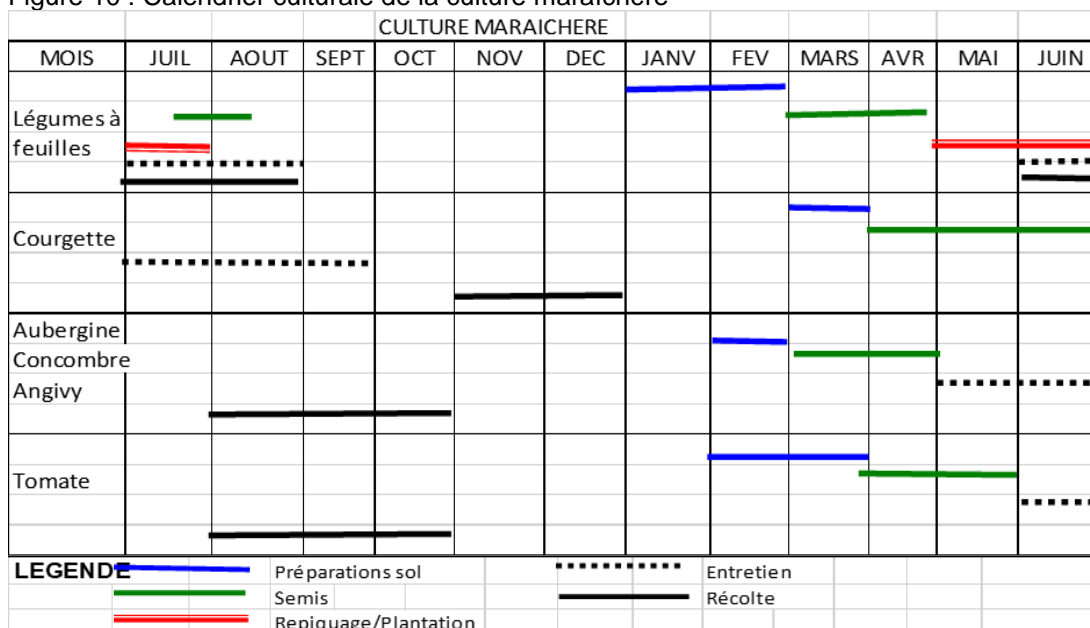 Figure 10 : Calendrier culturale de la culture maraîchère
CULTURE MARAICHERE
MOIS JUIL AOUT SEPT OCT NOV DEC JANV FEV MARS AVR MAI JUIN
Légumes à
feuilles
Courgette
Aubergine
Concombre
Angivy
Tomate
LEGENDE Préparations sol Entretien
Semis Récolte
Repiquage/Plantation